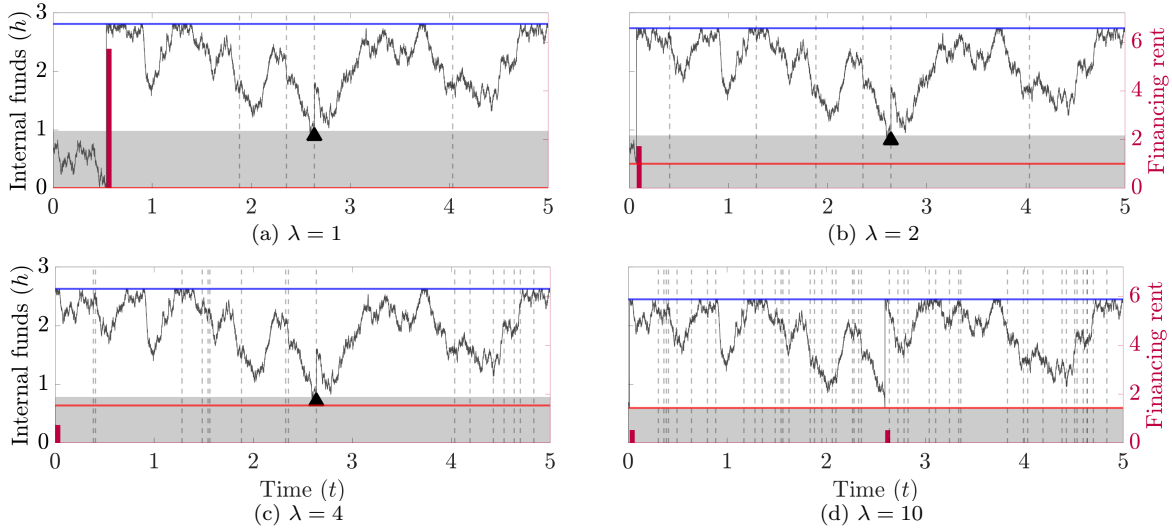 3
2
1
0
Internal funds (h)
0 1 2 3 4 5
(a) λ = 1
6
4
2
0
Financing rent
0 1 2 3 4 5
(b) λ = 2
3
2
1
0
Internal funds (h)
0 1 2 3 4 5
Time (t)
(c) λ = 4
6
4
2
0
Financing rent
0 1 2 3 4 5
Time (t)
(d) λ = 10